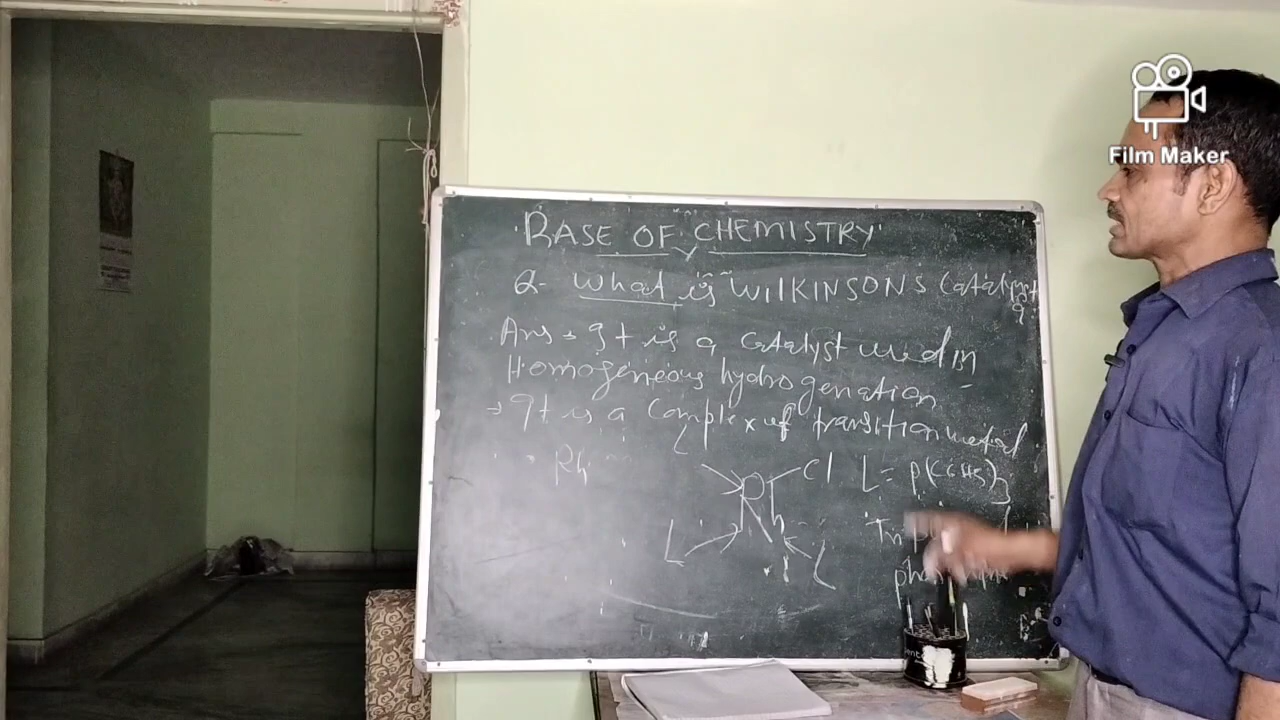 Film Maker
"BASE OF CHEMISTRY"
Q- What is WILKINSONS Catalyst ?
Ans → It is a Catalyst used in
Homogeneous hydrogenation
→ It is a Complex of transition metal
Rh
L Cl L = P(C6H5)3
Rh
L L